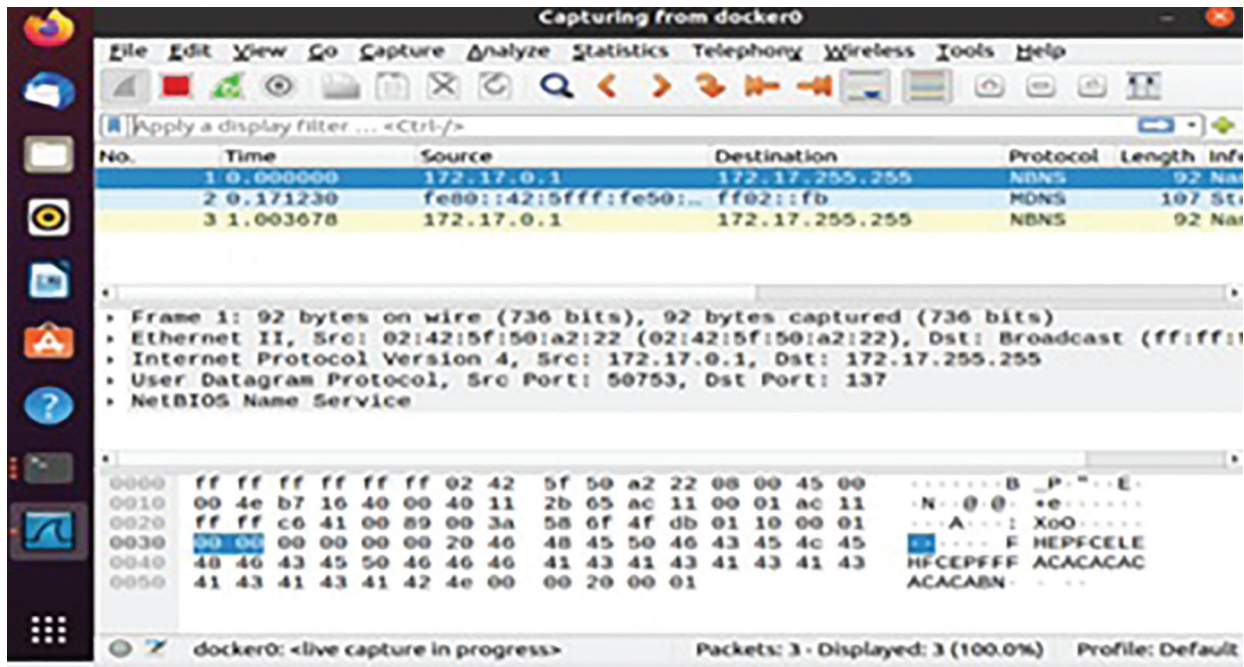 Capturing from docker0
File Edit View Go Capture Analyze Statistics Telephony Wireless Tools Help
Apply a display filter ... <Ctrl-/>
No. Time Source Destination Protocol Length Info
1 0.000000 172.17.0.1 172.17.255.255 NBNS 92 Nam
2 0.171230 fe80::42:5fff:fe50:… ff02::fb MDNS 107 Sta
3 1.003678 172.17.0.1 172.17.255.255 NBNS 92 Nam
Frame 1: 92 bytes on wire (736 bits), 92 bytes captured (736 bits)
Ethernet II, Src: 02:42:5f:50:a2:22 (02:42:5f:50:a2:22), Dst: Broadcast (ff:ff:f
Internet Protocol Version 4, Src: 172.17.0.1, Dst: 172.17.255.255
User Datagram Protocol, Src Port: 50753, Dst Port: 137
NetBIOS Name Service
0000 ff ff ff ff ff ff 02 42 5f 50 a2 22 08 00 45 00 ·······B _P·"··E·
0010 00 4e b7 16 40 00 40 11 2b 65 ac 11 00 01 ac 11 ·N··@·@· +e······
0020 ff ff c6 41 00 89 00 3a 58 6f 4f db 01 10 00 01 ···A···: XoO·····
0030 00 00 00 00 00 00 20 46 48 45 50 46 43 45 4c 45 ······ F HEPFCELE
0040 48 46 43 45 50 46 46 46 41 43 41 43 41 43 41 43 HFCEPFFF ACACACAC
0050 41 43 41 43 41 42 4e 00 00 20 00 01 ACACABN· · ··
docker0: <live capture in progress> Packets: 3 · Displayed: 3 (100.0%) Profile: Default